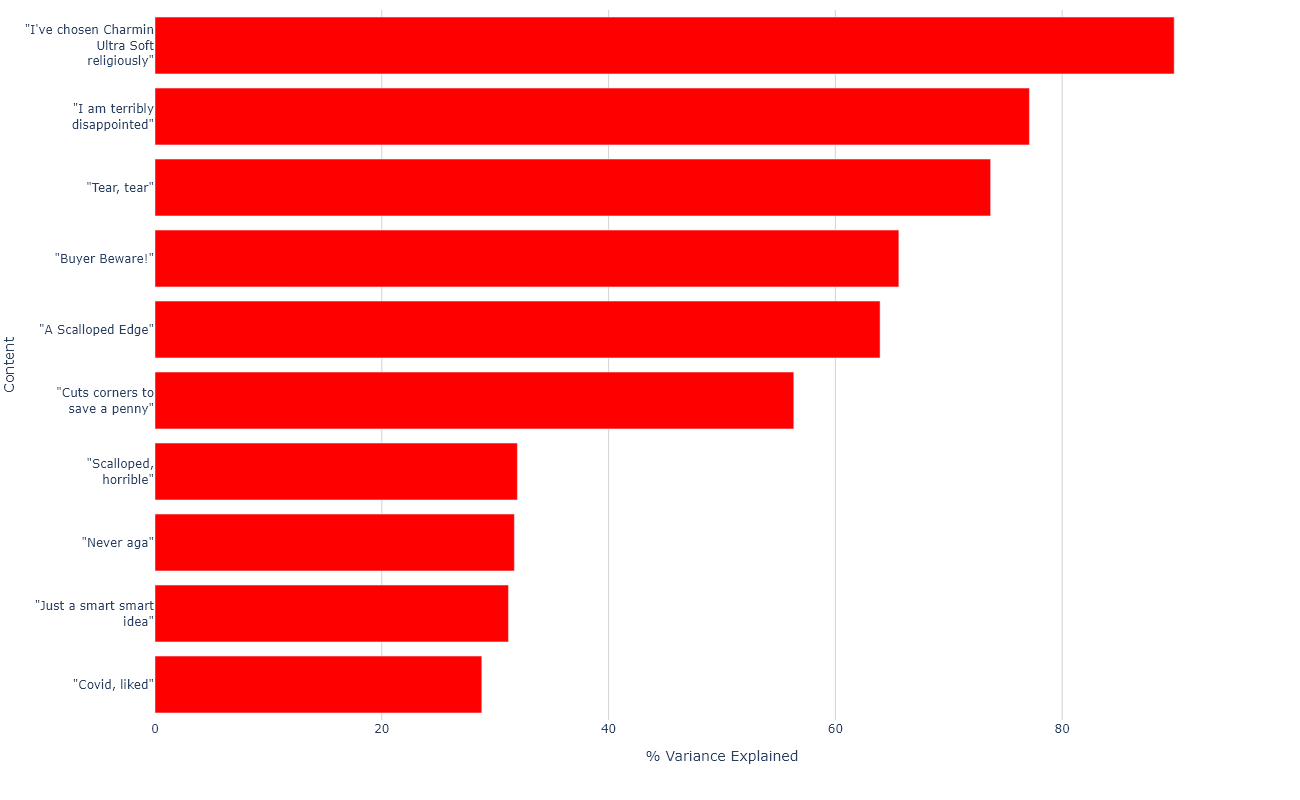 "I've chosen Charmin
Ultra Soft
religiously"
"I am terribly
disappointed"
"Tear, tear"
"Buyer Beware!"
"A Scalloped Edge"
"Cuts corners to
save a penny"
"Scalloped,
horrible"
"Never aga"
"Just a smart smart
idea"
"Covid, liked"
Content
0
20
40
60
80
% Variance Explained